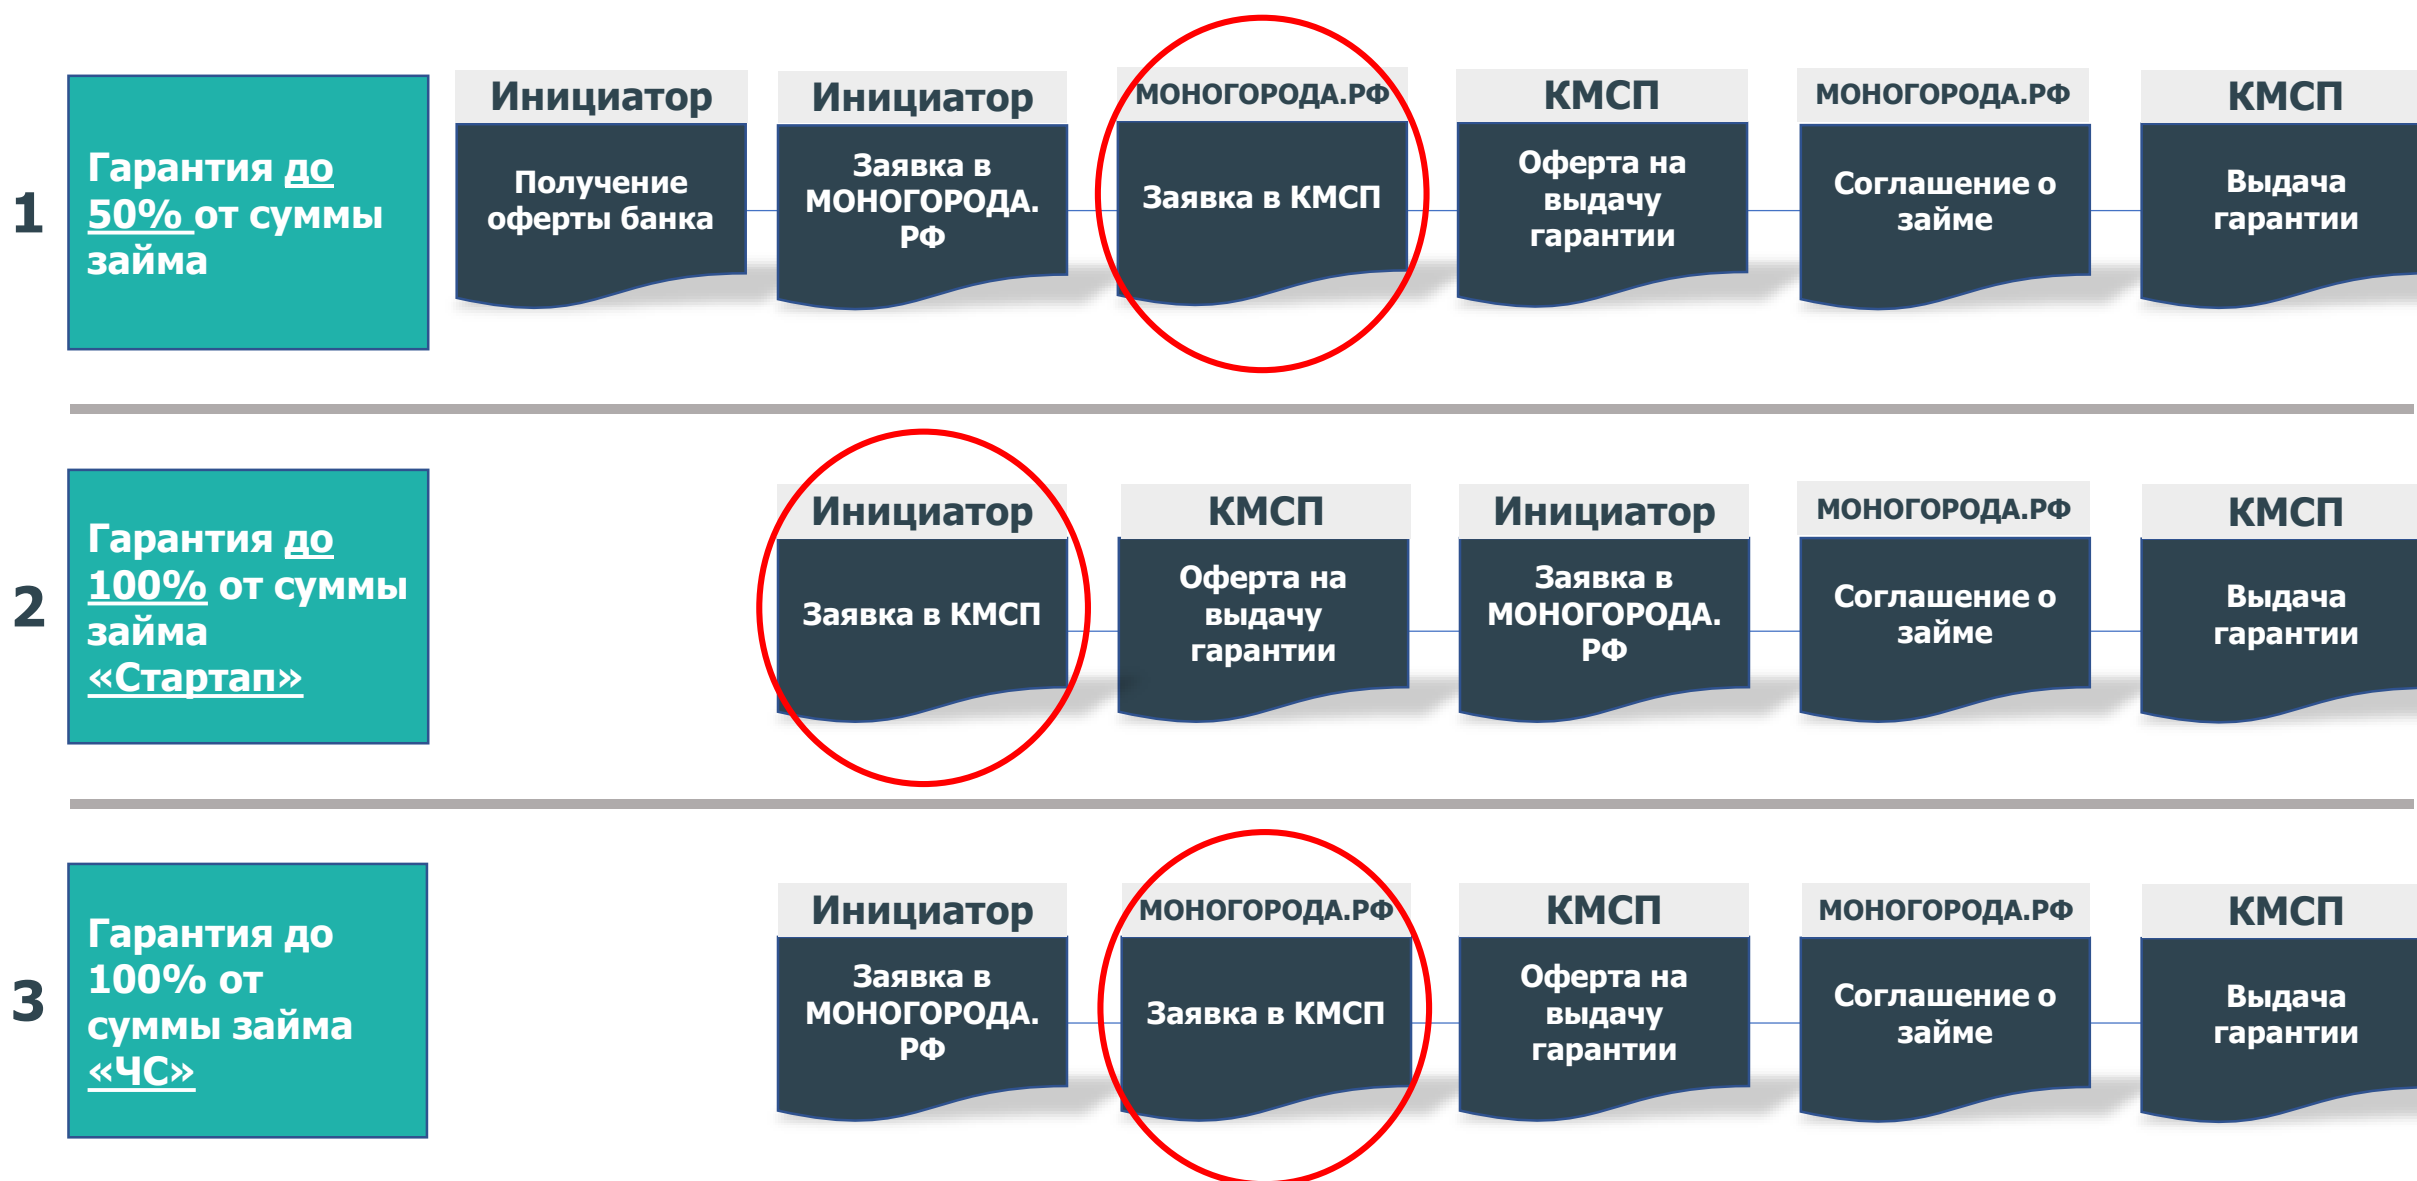 1
Гарантия до
50% от суммы
займа
Инициатор
Получение
оферты банка
Инициатор
Заявка в
МОНОГОРОДА.
РФ
МОНОГОРОДА.РФ
Заявка в КМСП
КМСП
Оферта на
выдачу
гарантии
МОНОГОРОДА.РФ
Соглашение о
займе
КМСП
Выдача
гарантии
2
Гарантия до
100% от суммы
займа
«Стартап»
Инициатор
Заявка в КМСП
КМСП
Оферта на
выдачу
гарантии
Инициатор
Заявка в
МОНОГОРОДА.
РФ
МОНОГОРОДА.РФ
Соглашение о
займе
КМСП
Выдача
гарантии
3
Гарантия до
100% от
суммы займа
«ЧС»
Инициатор
Заявка в
МОНОГОРОДА.
РФ
МОНОГОРОДА.РФ
Заявка в КМСП
КМСП
Оферта на
выдачу
гарантии
МОНОГОРОДА.РФ
Соглашение о
займе
КМСП
Выдача
гарантии